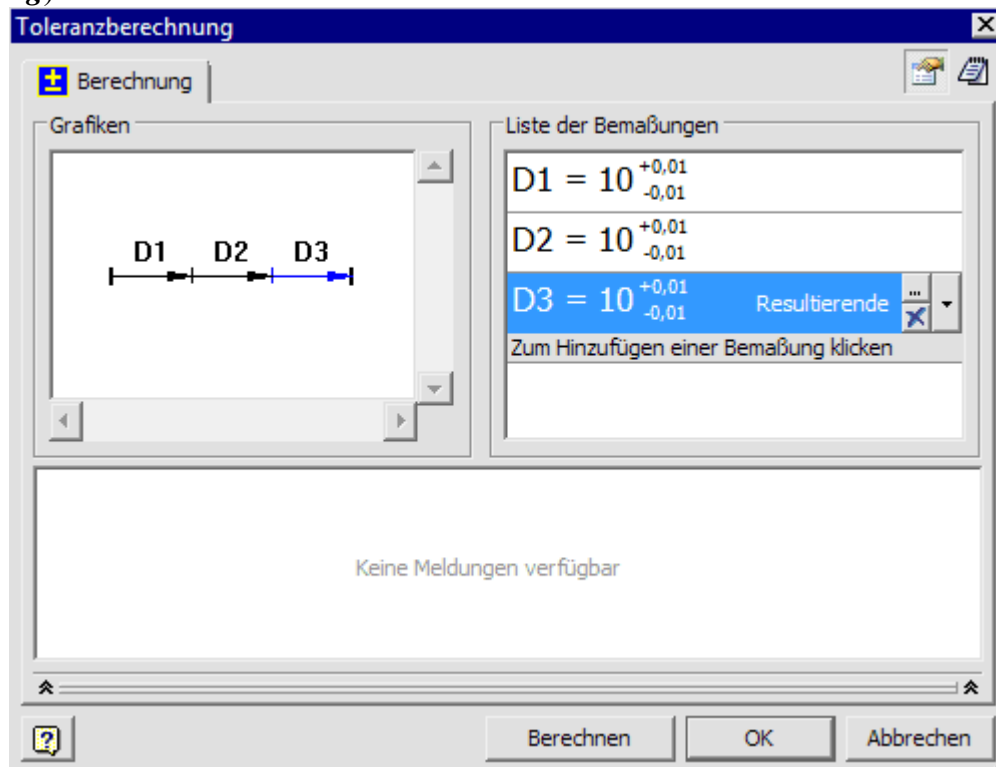 Toleranzberechnung
Berechnung
Grafiken
D1 D2 D3
Liste der Bemaßungen
D1 = 10 +0,01 -0,01
D2 = 10 +0,01 -0,01
D3 = 10 +0,01 -0,01 Resultierende ...
Zum Hinzufügen einer Bemaßung klicken
Keine Meldungen verfügbar
Berechnen OK Abbrechen